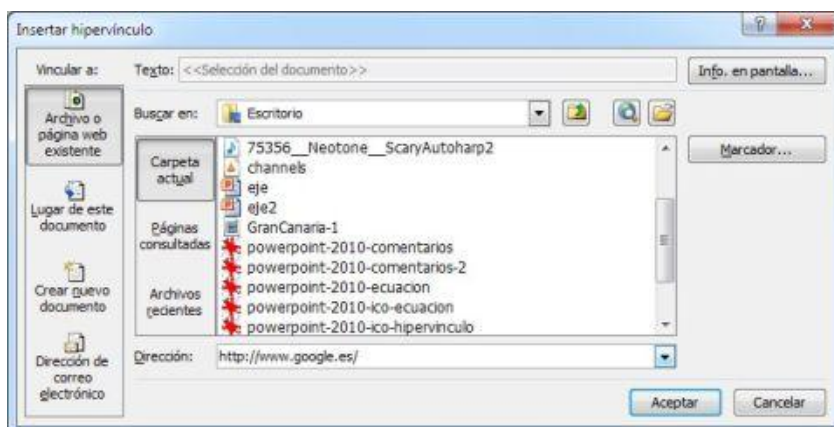 Insertar hipervínculo
Vincular a:
Texto: <<Selección del documento>>
Info. en pantalla...
Archivo o
página web
existente
Buscar en: Escritorio
Marcador...
Carpeta
actual
75356__Neotone__ScaryAutoharp2
channels
eje
eje2
GranCanaria-1
powerpoint-2010-comentarios
powerpoint-2010-comentarios-2
powerpoint-2010-ecuacion
powerpoint-2010-ico-ecuacion
powerpoint-2010-ico-hipervinculo
Lugar de este
documento
Páginas
consultadas
Crear nuevo
documento
Archivos
recientes
Dirección de
correo
electrónico
Dirección: http://www.google.es/
Aceptar
Cancelar